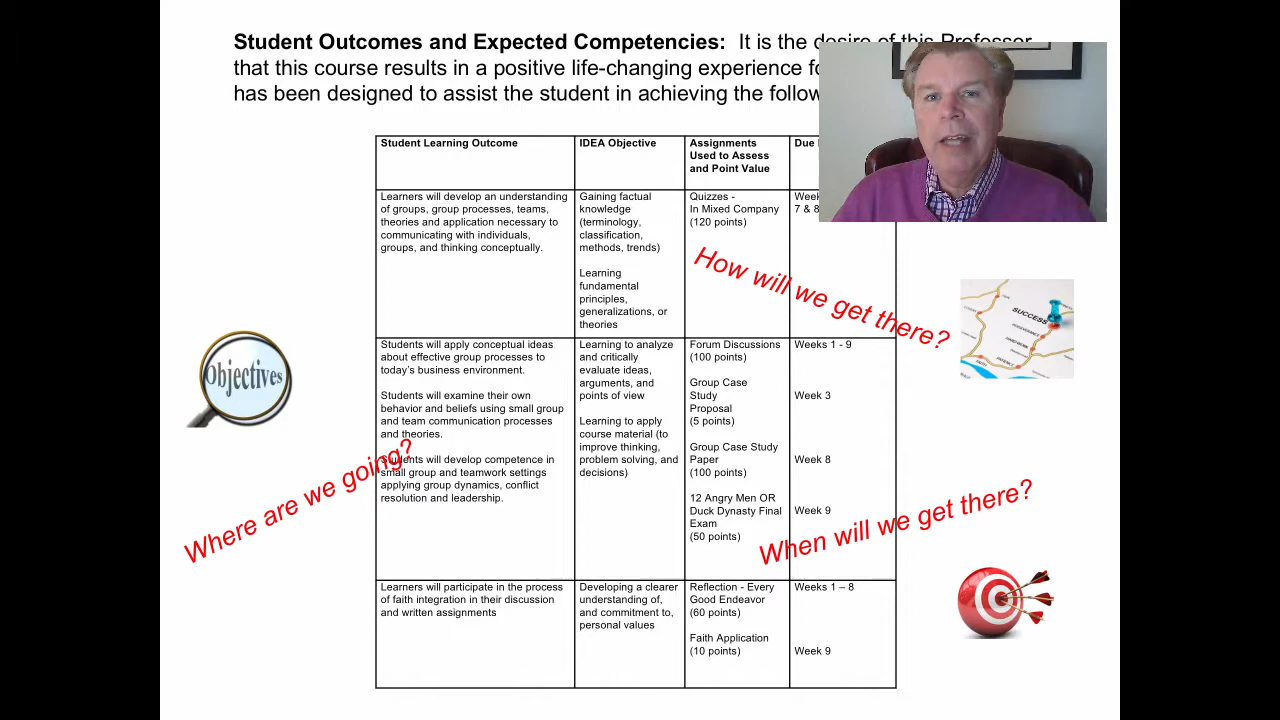 Student Outcomes and Expected Competencies: It is the desire of this Professor
that this course results in a positive life-changing experience
has been designed to assist the student in achieving the
Student Learning Outcome
IDEA Objective
Assignments
Used to Assess
and Point Value
Due
Learners will develop an understanding
of groups, group processes, teams,
theories and application necessary to
communicating with individuals,
groups, and thinking conceptually.
Gaining factual
knowledge
(terminology,
classification,
methods, trends)
Learning
fundamental
principles,
generalizations, or
theories
Quizzes -
In Mixed Company
(120 points)
7 & 8
How will we get there?
SUCCESS
Objectives
Students will apply conceptual ideas
about effective group processes to
today's business environment.
Students will examine their own
behavior and beliefs using small group
and team communication processes
and theories.
Students will develop competence in
small group and teamwork settings
applying group dynamics, conflict
resolution and leadership.
Learning to analyze
and critically
evaluate ideas,
arguments, and
points of view
Learning to apply
course material (to
improve thinking,
problem solving, and
decisions)
Forum Discussions
(100 points)
Group Case
Study
Proposal
(5 points)
Group Case Study
Paper
(100 points)
12 Angry Men OR
Duck Dynasty Final
Exam
(50 points)
Weeks 1 - 9
Week 3
Week 8
Week 9
Where are we going?
When will we get there?
Learners will participate in the process
of faith integration in their discussion
and written assignments
Developing a clearer
understanding of,
and commitment to,
personal values
Reflection - Every
Good Endeavor
(60 points)
Faith Application
(10 points)
Weeks 1 – 8
Week 9